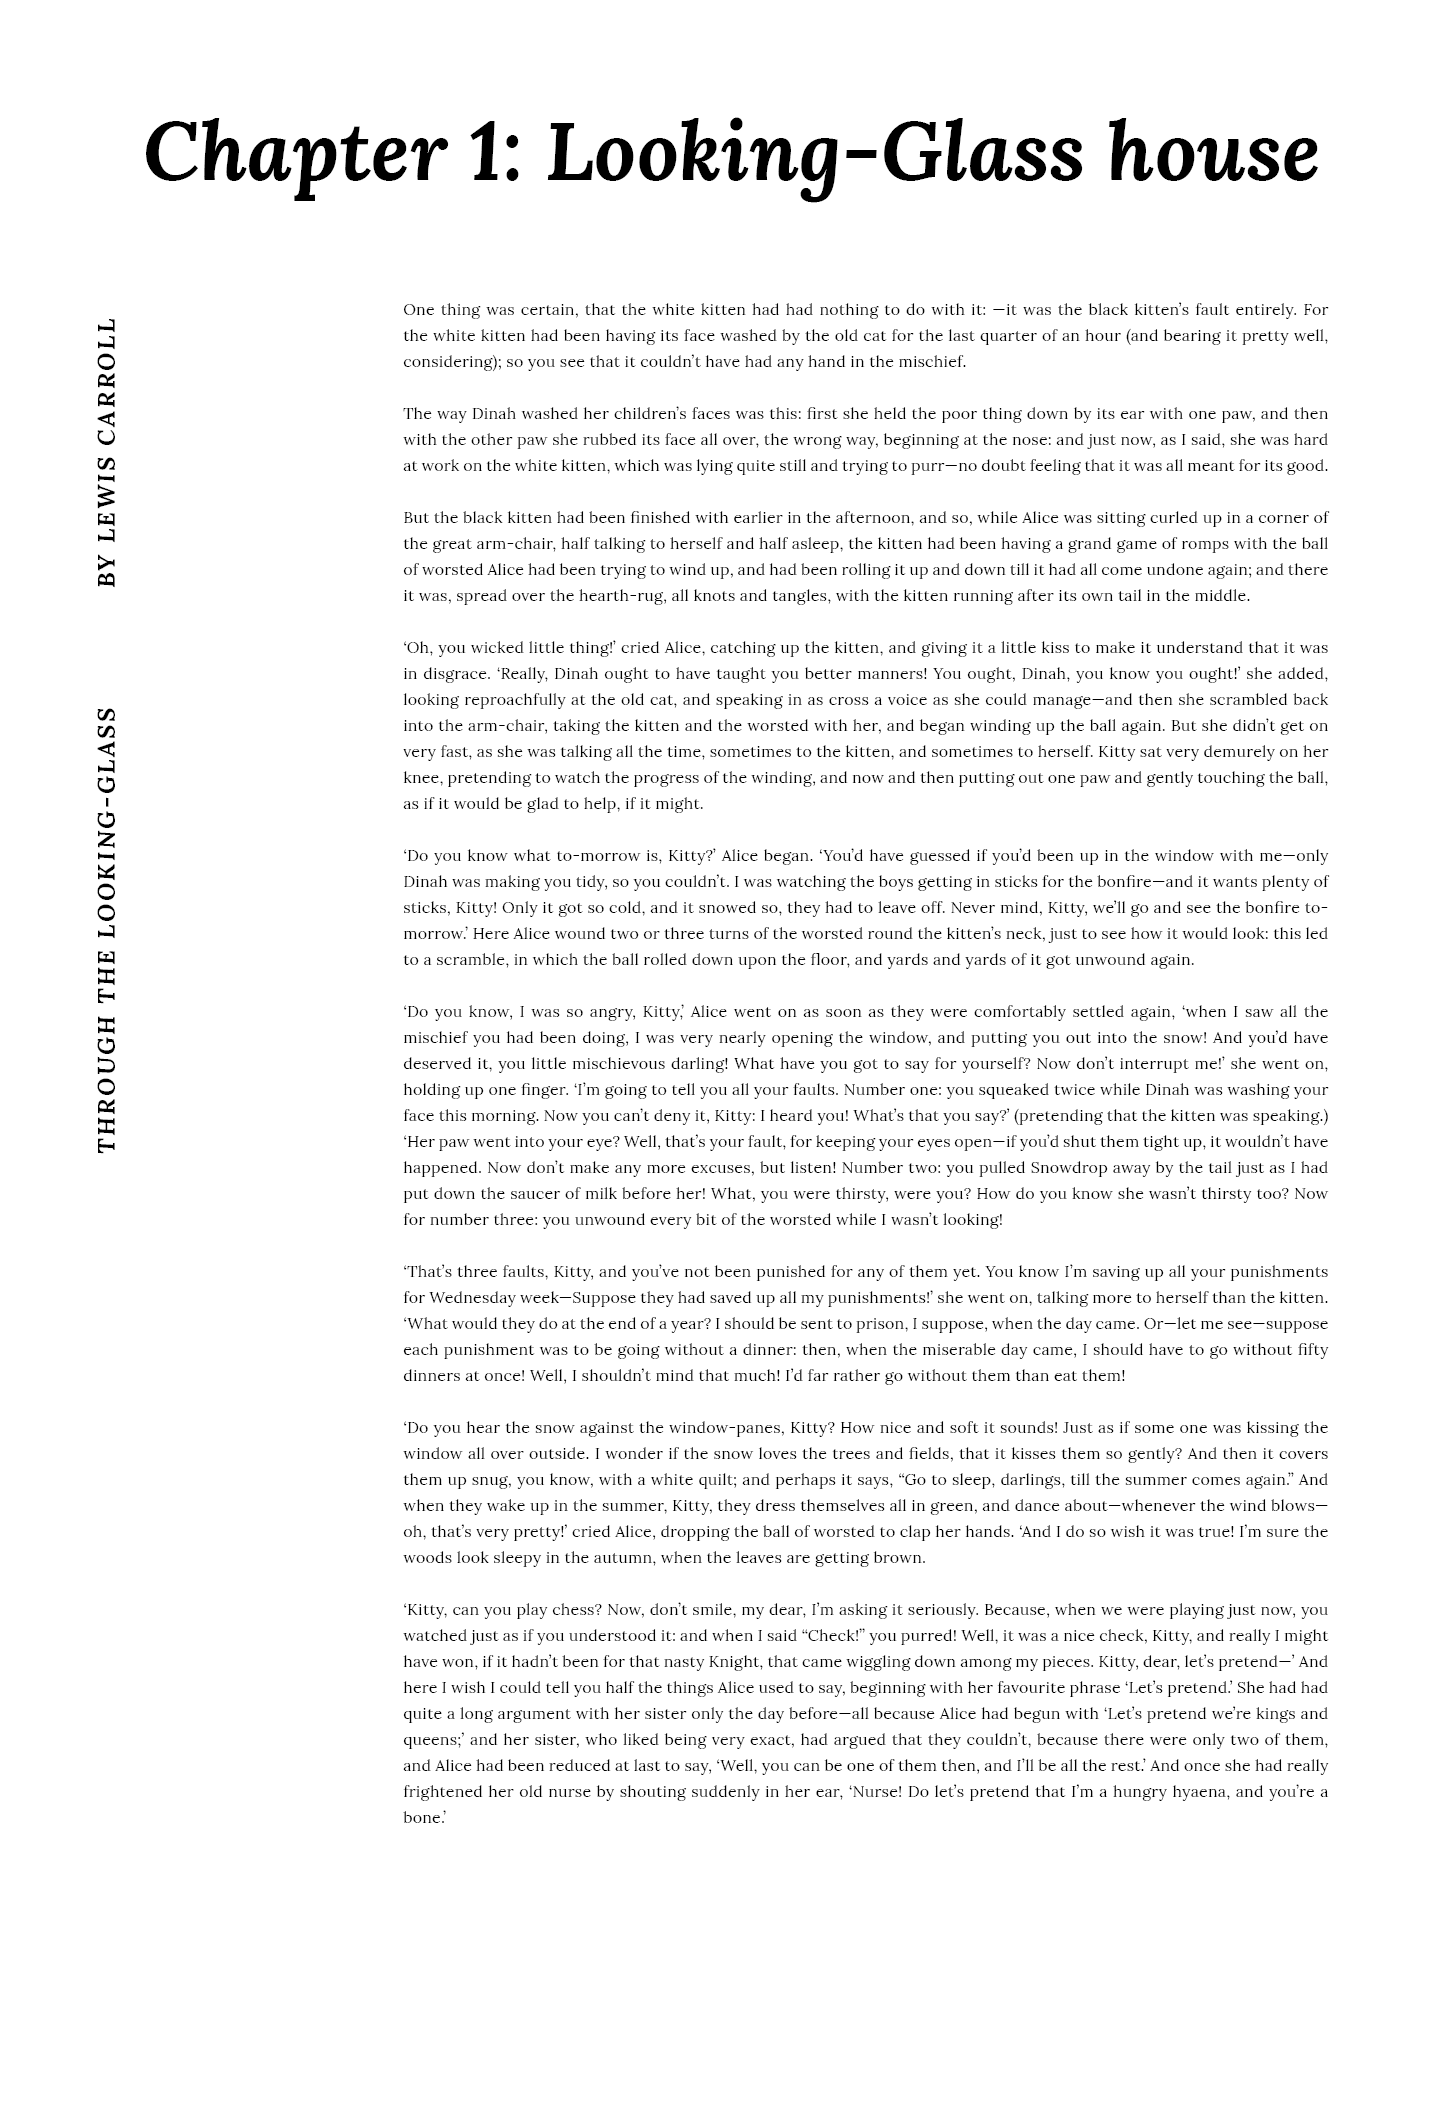 Chapter 1: Looking-Glass house
THROUGH THE LOOKING-GLASS
BY LEWIS CARROLL
One thing was certain, that the white kitten had had nothing to do with it: —it was the black kitten’s fault entirely. For
the white kitten had been having its face washed by the old cat for the last quarter of an hour (and bearing it pretty well,
considering); so you see that it couldn’t have had any hand in the mischief.
The way Dinah washed her children’s faces was this: first she held the poor thing down by its ear with one paw, and then
with the other paw she rubbed its face all over, the wrong way, beginning at the nose: and just now, as I said, she was hard
at work on the white kitten, which was lying quite still and trying to purr—no doubt feeling that it was all meant for its good.
But the black kitten had been finished with earlier in the afternoon, and so, while Alice was sitting curled up in a corner of
the great arm-chair, half talking to herself and half asleep, the kitten had been having a grand game of romps with the ball
of worsted Alice had been trying to wind up, and had been rolling it up and down till it had all come undone again; and there
it was, spread over the hearth-rug, all knots and tangles, with the kitten running after its own tail in the middle.
‘Oh, you wicked little thing!’ cried Alice, catching up the kitten, and giving it a little kiss to make it understand that it was
in disgrace. ‘Really, Dinah ought to have taught you better manners! You ought, Dinah, you know you ought!’ she added,
looking reproachfully at the old cat, and speaking in as cross a voice as she could manage—and then she scrambled back
into the arm-chair, taking the kitten and the worsted with her, and began winding up the ball again. But she didn’t get on
very fast, as she was talking all the time, sometimes to the kitten, and sometimes to herself. Kitty sat very demurely on her
knee, pretending to watch the progress of the winding, and now and then putting out one paw and gently touching the ball,
as if it would be glad to help, if it might.
‘Do you know what to-morrow is, Kitty?’ Alice began. ‘You’d have guessed if you’d been up in the window with me—only
Dinah was making you tidy, so you couldn’t. I was watching the boys getting in sticks for the bonfire—and it wants plenty of
sticks, Kitty! Only it got so cold, and it snowed so, they had to leave off. Never mind, Kitty, we’ll go and see the bonfire to-
morrow.’ Here Alice wound two or three turns of the worsted round the kitten’s neck, just to see how it would look: this led
to a scramble, in which the ball rolled down upon the floor, and yards and yards of it got unwound again.
‘Do you know, I was so angry, Kitty,’ Alice went on as soon as they were comfortably settled again, ‘when I saw all the
mischief you had been doing, I was very nearly opening the window, and putting you out into the snow! And you’d have
deserved it, you little mischievous darling! What have you got to say for yourself? Now don’t interrupt me!’ she went on,
holding up one finger. ‘I’m going to tell you all your faults. Number one: you squeaked twice while Dinah was washing your
face this morning. Now you can’t deny it, Kitty: I heard you! What’s that you say?’ (pretending that the kitten was speaking.)
‘Her paw went into your eye? Well, that’s your fault, for keeping your eyes open—if you’d shut them tight up, it wouldn’t have
happened. Now don’t make any more excuses, but listen! Number two: you pulled Snowdrop away by the tail just as I had
put down the saucer of milk before her! What, you were thirsty, were you? How do you know she wasn’t thirsty too? Now
for number three: you unwound every bit of the worsted while I wasn’t looking!
‘That’s three faults, Kitty, and you’ve not been punished for any of them yet. You know I’m saving up all your punishments
for Wednesday week—Suppose they had saved up all my punishments!’ she went on, talking more to herself than the kitten.
‘What would they do at the end of a year? I should be sent to prison, I suppose, when the day came. Or—let me see—suppose
each punishment was to be going without a dinner: then, when the miserable day came, I should have to go without fifty
dinners at once! Well, I shouldn’t mind that much! I’d far rather go without them than eat them!
‘Do you hear the snow against the window-panes, Kitty? How nice and soft it sounds! Just as if some one was kissing the
window all over outside. I wonder if the snow loves the trees and fields, that it kisses them so gently? And then it covers
them up snug, you know, with a white quilt; and perhaps it says, “Go to sleep, darlings, till the summer comes again.” And
when they wake up in the summer, Kitty, they dress themselves all in green, and dance about—whenever the wind blows—
oh, that’s very pretty!’ cried Alice, dropping the ball of worsted to clap her hands. ‘And I do so wish it was true! I’m sure the
woods look sleepy in the autumn, when the leaves are getting brown.
‘Kitty, can you play chess? Now, don’t smile, my dear, I’m asking it seriously. Because, when we were playing just now, you
watched just as if you understood it: and when I said “Check!” you purred! Well, it was a nice check, Kitty, and really I might
have won, if it hadn’t been for that nasty Knight, that came wiggling down among my pieces. Kitty, dear, let’s pretend—’ And
here I wish I could tell you half the things Alice used to say, beginning with her favourite phrase ‘Let’s pretend.’ She had had
quite a long argument with her sister only the day before—all because Alice had begun with ‘Let’s pretend we’re kings and
queens;’ and her sister, who liked being very exact, had argued that they couldn’t, because there were only two of them,
and Alice had been reduced at last to say, ‘Well, you can be one of them then, and I’ll be all the rest.’ And once she had really
frightened her old nurse by shouting suddenly in her ear, ‘Nurse! Do let’s pretend that I’m a hungry hyaena, and you’re a
bone.’